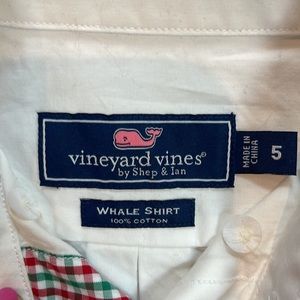 vineyard vines®
by Shep & Ian
MADE IN
CHINA
5
WHALE SHIRT
100% COTTON